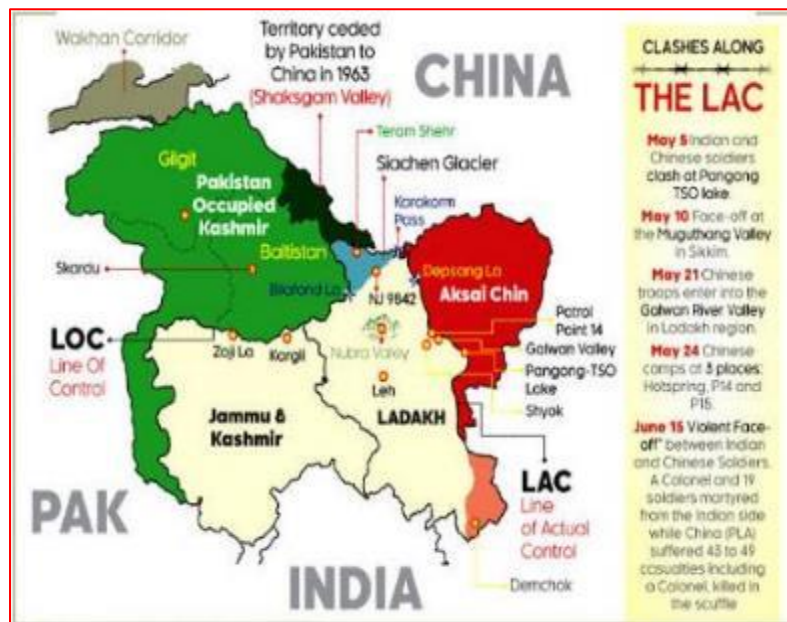 Wakhan Corridor
Territory ceded
by Pakistan to
China in 1963
(Shaksgam Valley)
CHINA
Teram Shehr
Siachen Glacier
Karakorm
Pass
Gligit
Pakistan
Occupied
Kashmir
Baltistan
Skardu
Bilafond La
NJ 9842
Depsang La
Aksai Chin
LOC
Line Of
Control
Zoji La
Kargli
Nubra Valey
Leh
Patrol
Point 14
Galwan Valley
Pangong-TSO
Lake
Shyok
Jammu &
Kashmir
LADAKH
LAC
Line
of Actual
Control
Demchok
PAK
INDIA
CLASHES ALONG
THE LAC
May 5 Indian and
Chinese soldiers
clash at Pangong
TSO lake.
May 10 Face-off at
the Muguthang Valley
in Sikkim.
May 21 Chinese
troops enter into the
Galwan River Valley
in Ladakh region.
May 24 Chinese
camps at 3 places:
Hotspring, P14 and
P15.
June 15 Violent Face-
off" between Indian
and Chinese Soldiers.
A Colonel and 19
soldiers martyred
from the Indian side
while China (PLA)
suffered 43 to 49
casualties including
a Colonel, killed in
the scuffle